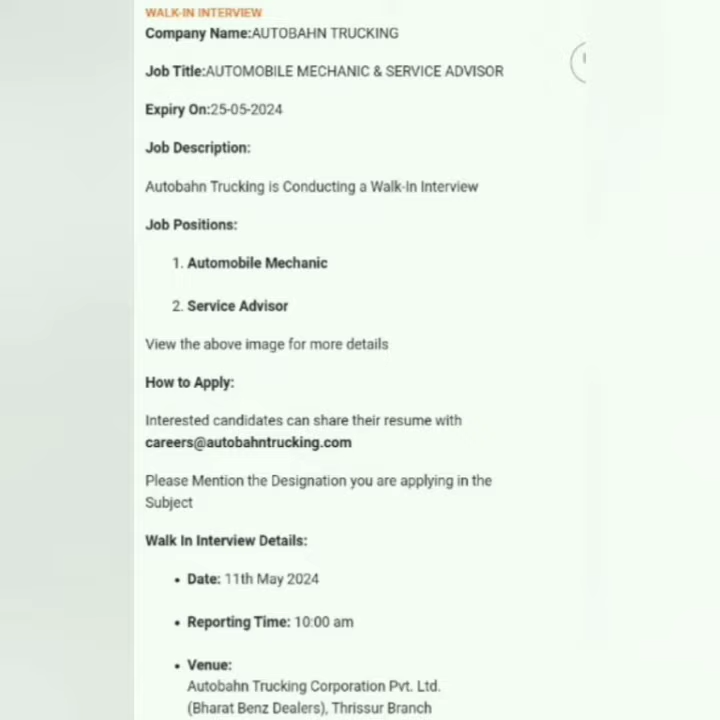 WALK-IN INTERVIEW
Company Name:AUTOBAHN TRUCKING
Job Title:AUTOMOBILE MECHANIC & SERVICE ADVISOR
Expiry On:25-05-2024
Job Description:
Autobahn Trucking is Conducting a Walk-In Interview
Job Positions:
1. Automobile Mechanic
2. Service Advisor
View the above image for more details
How to Apply:
Interested candidates can share their resume with
careers@autobahntrucking.com
Please Mention the Designation you are applying in the
Subject
Walk In Interview Details:
• Date: 11th May 2024
• Reporting Time: 10:00 am
• Venue:
Autobahn Trucking Corporation Pvt. Ltd.
(Bharat Benz Dealers), Thrissur Branch